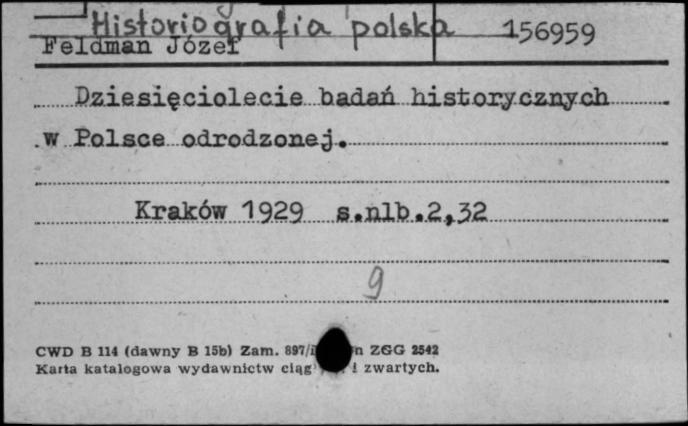 Historiografia polska 156959
Feldman Józef
Dziesięciolecie badań historycznych
w Polsce odrodzonej.
Kraków 1929 s.nlb.2,32
9
CWD B 114 (dawny B 15b) Zam. 897/ ZGG 2542
Karta katalogowa wydawnictw ciąg i zwartych.